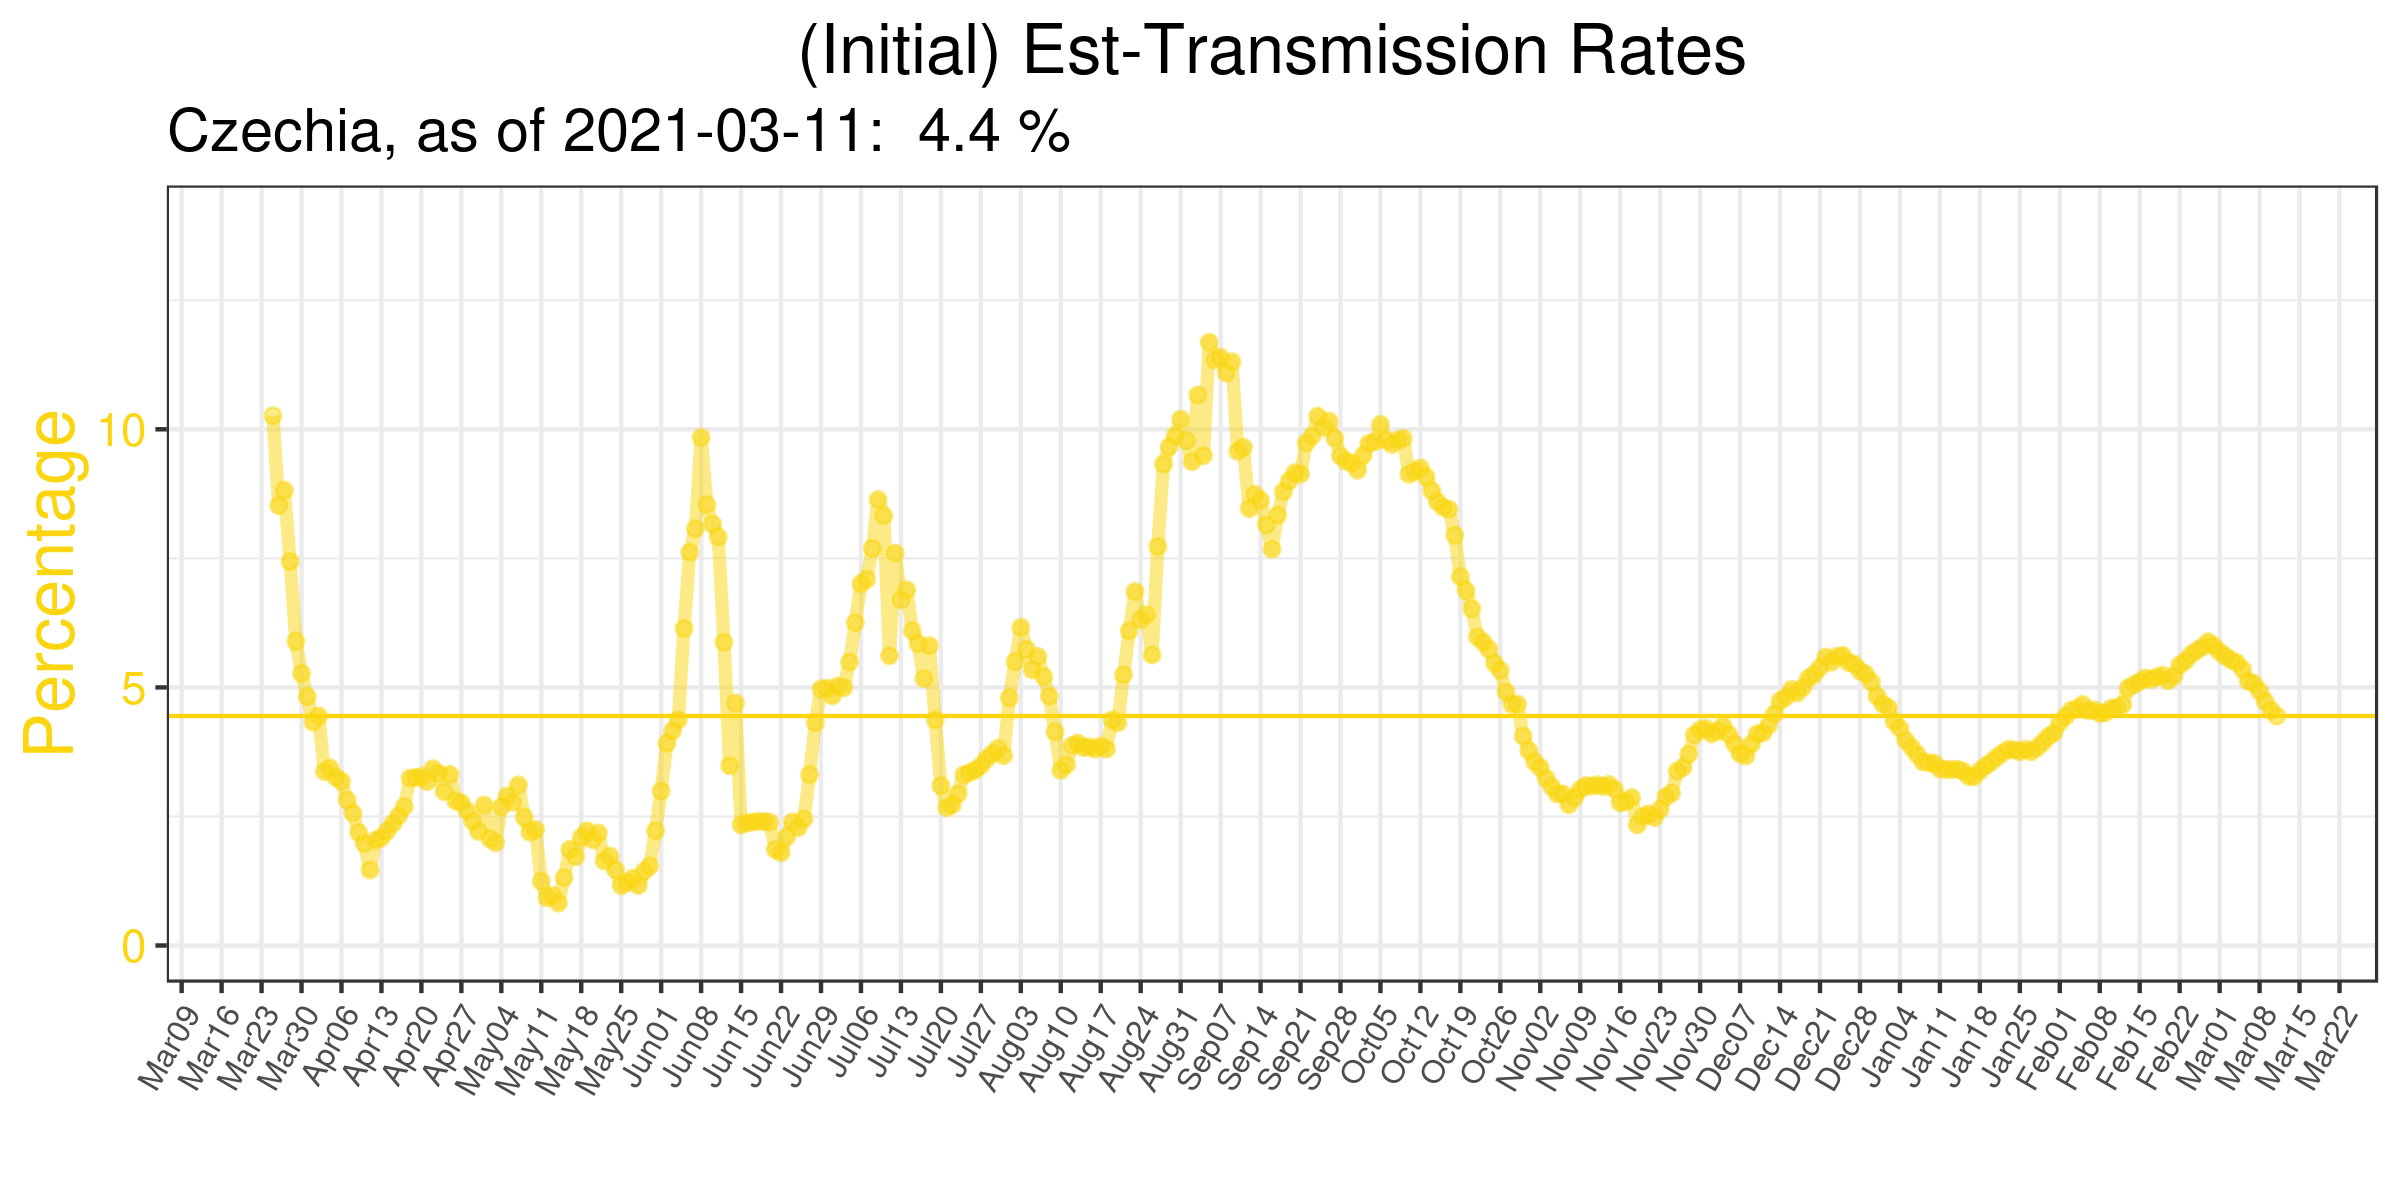 (Initial) Est-Transmission Rates
Czechia, as of 2021-03-11:  4.4 %
Percentage
10
5
0
Mar09 Mar16 Mar23 Mar30 Apr06 Apr13 Apr20 Apr27 May04 May11 May18 May25 Jun01 Jun08 Jun15 Jun22 Jun29 Jul06 Jul13 Jul20 Jul27 Aug03 Aug10 Aug17 Aug24 Aug31 Sep07 Sep14 Sep21 Sep28 Oct05 Oct12 Oct19 Oct26 Nov02 Nov09 Nov16 Nov23 Nov30 Dec07 Dec14 Dec21 Dec28 Jan04 Jan11 Jan18 Jan25 Feb01 Feb08 Feb15 Feb22 Mar01 Mar08 Mar15 Mar22